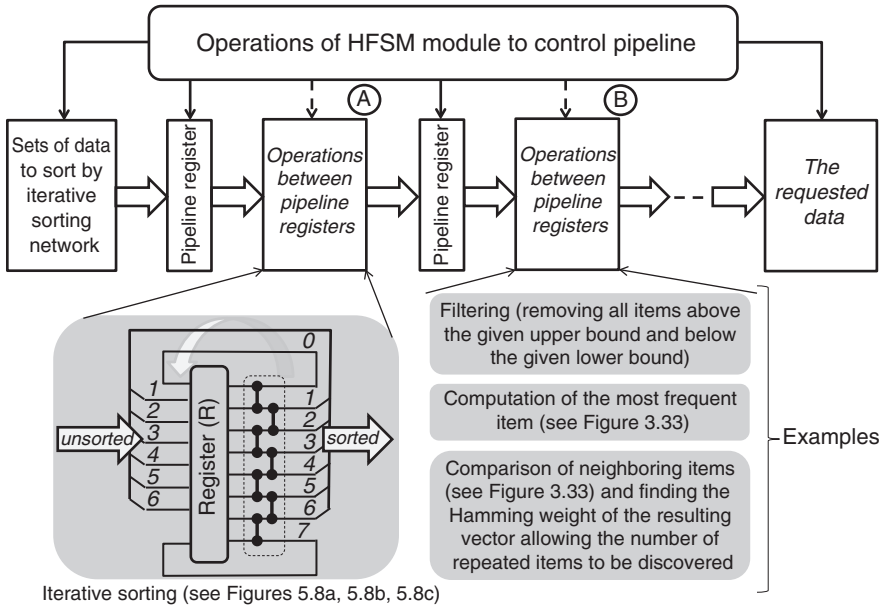 Operations of HFSM module to control pipeline
A
B
Sets of data
to sort by
iterative
sorting
network
Pipeline register
Operations
between
pipeline
registers
Pipeline register
Operations
between
pipeline
registers
The
requested
data
0
1
2
3
4
5
6
unsorted
Register (R)
1
2
3
4
5
6
7
sorted
Iterative sorting (see Figures 5.8a, 5.8b, 5.8c)
Filtering (removing all items above
the given upper bound and below
the given lower bound)
Computation of the most frequent
item (see Figure 3.33)
Comparison of neighboring items
(see Figure 3.33) and finding the
Hamming weight of the resulting
vector allowing the number of
repeated items to be discovered
Examples